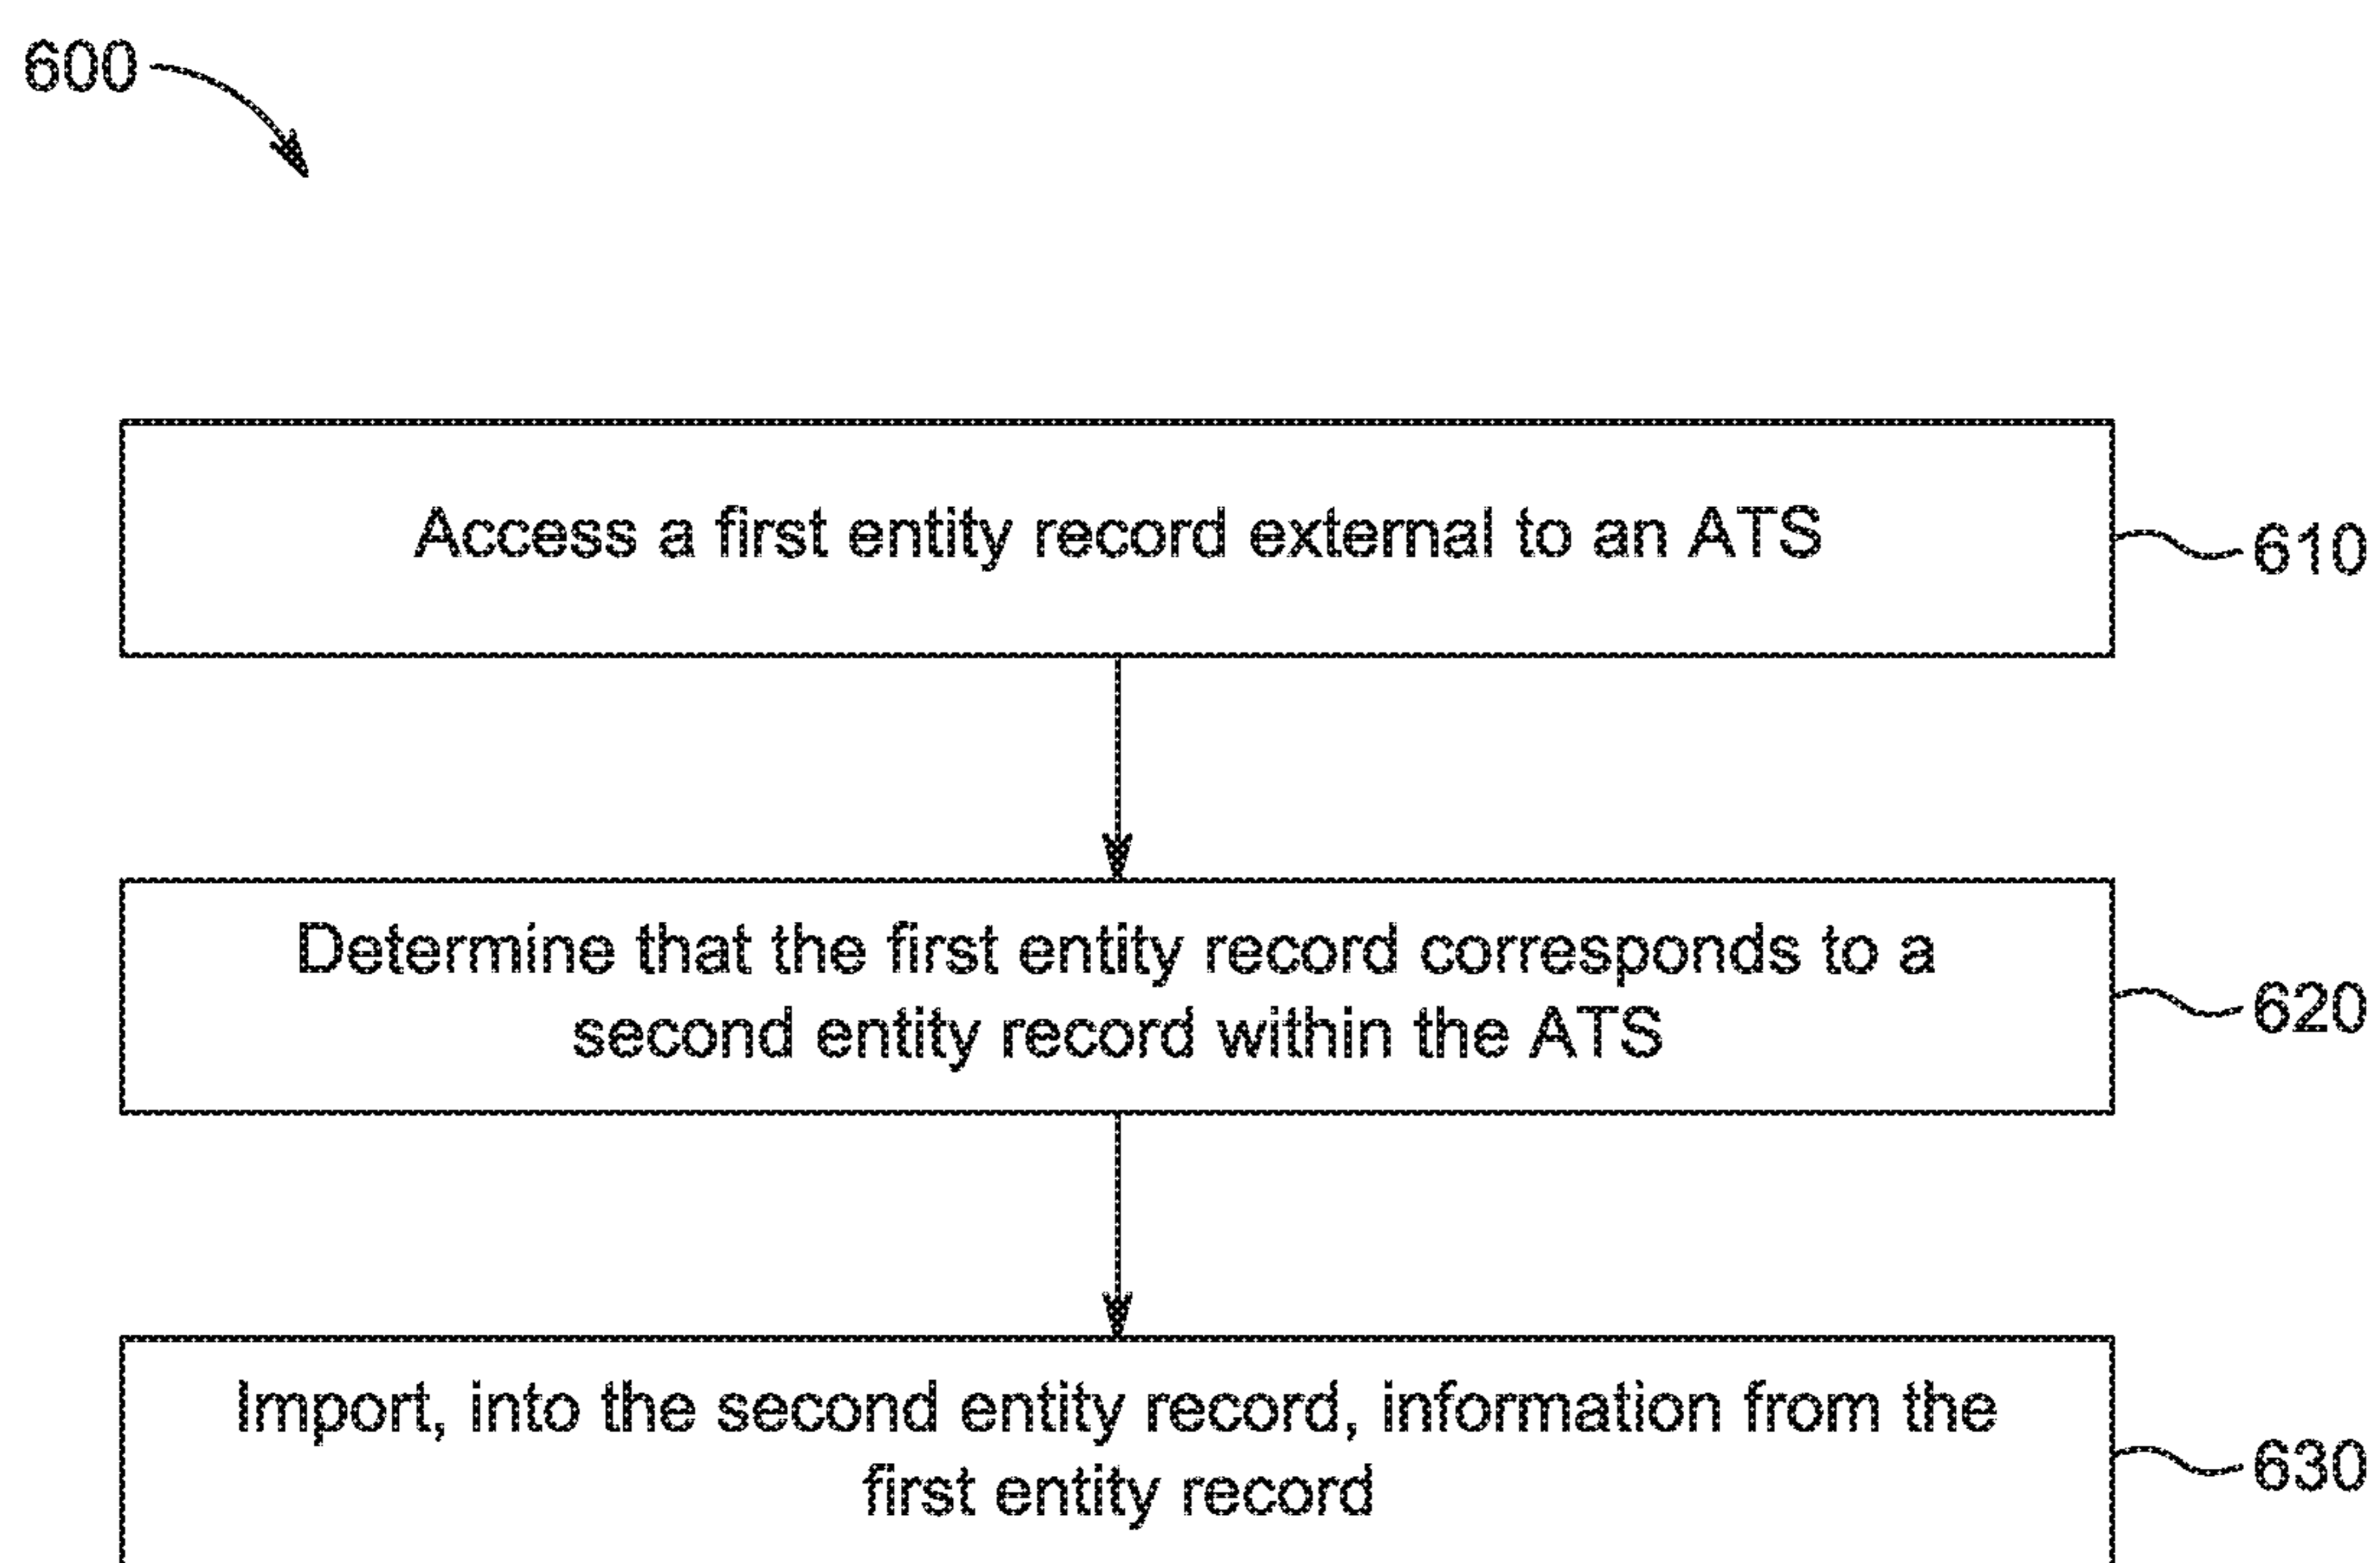 600
Access a first entity record external to an ATS
610
Determine that the first entity record corresponds to a
second entity record within the ATS
620
Import, into the second entity record, information from the
first entity record
630